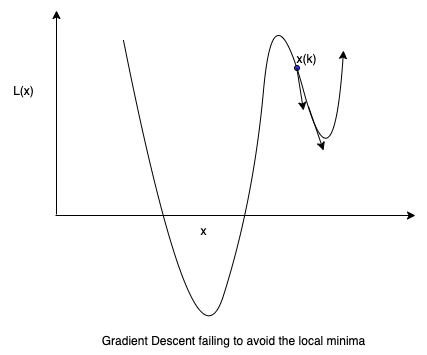 x(k)
L(x)
x
Gradient Descent failing to avoid the local minima